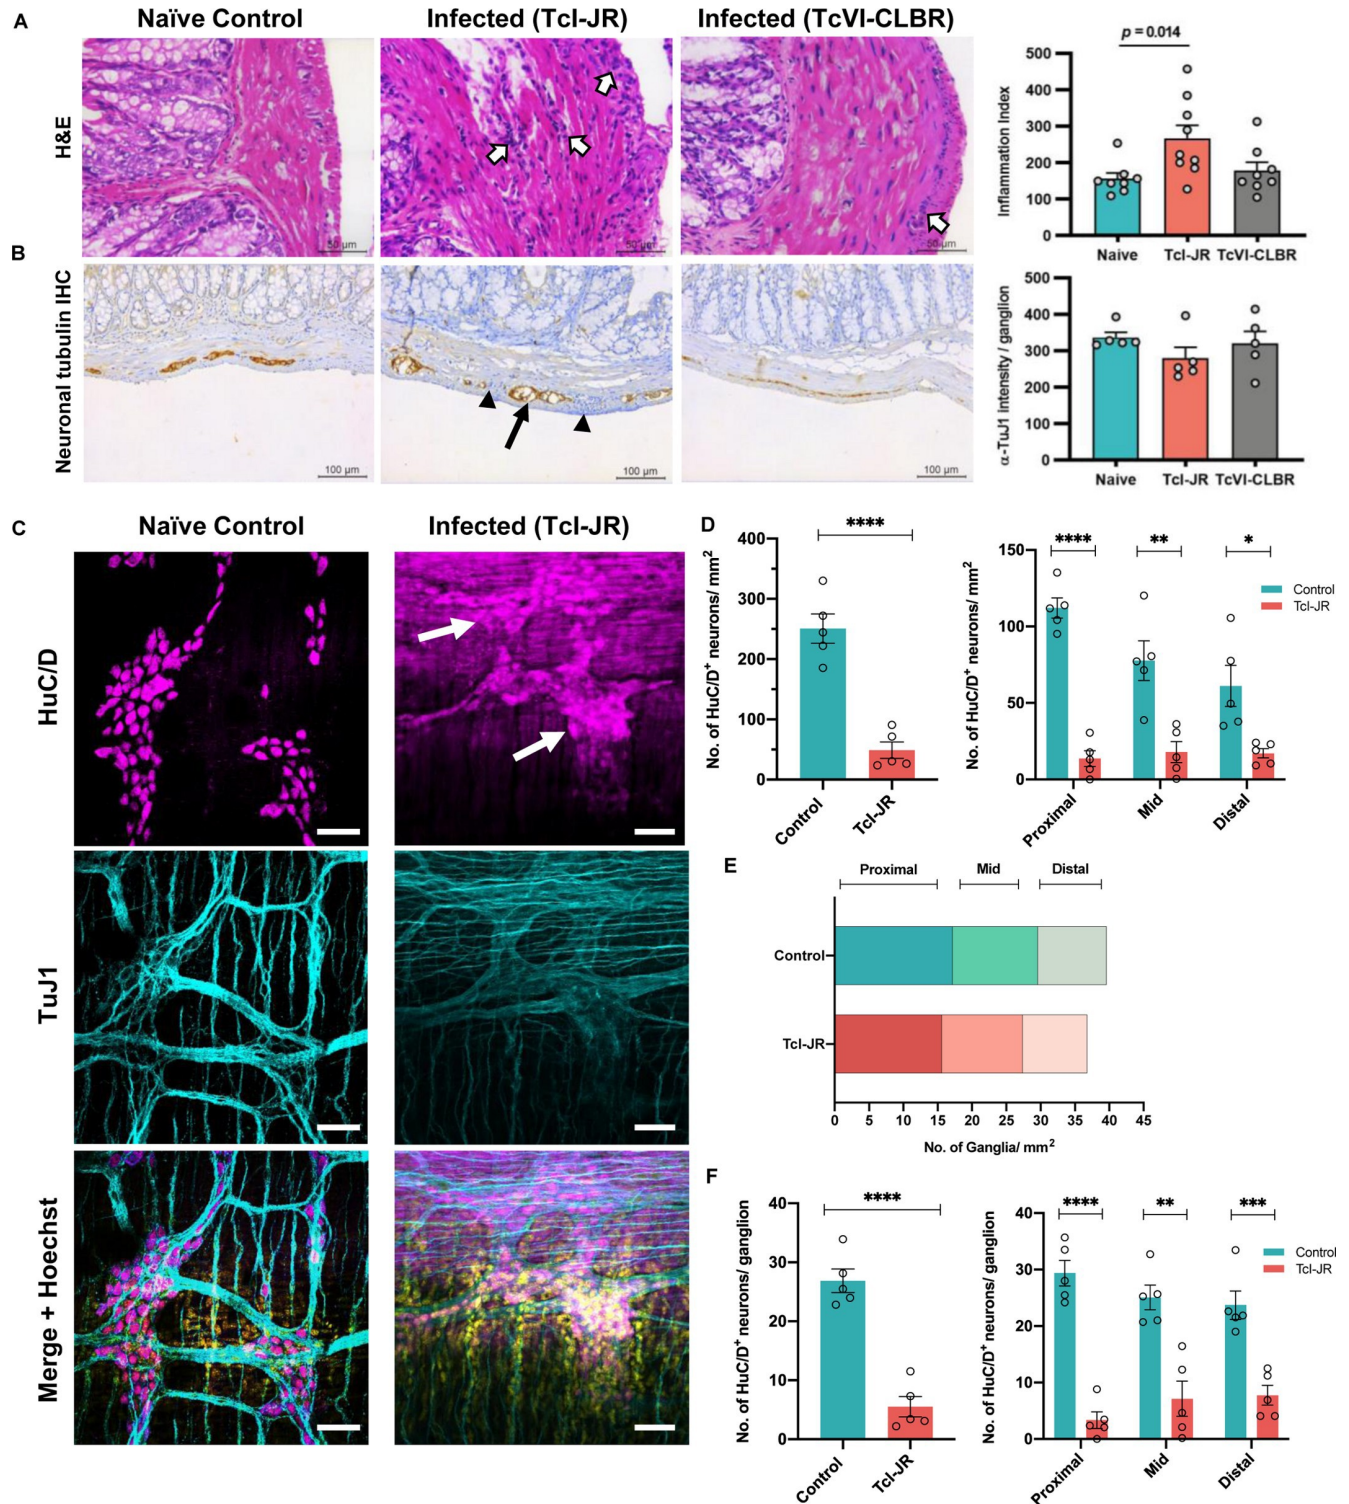 A
Naïve Control
Infected (TcI-JR)
Infected (TcVI-CLBR)
H&E
50 µm
50 µm
50 µm
p = 0.014
Inflammation Index
500
400
300
200
100
0
Naive
TcI-JR
TcVI-CLBR
B
Neuronal tubulin IHC
100 µm
100 µm
100 µm
α-TuJ1 intensity / ganglion
500
400
300
200
100
0
Naive
TcI-JR
TcVI-CLBR
C
Naïve Control
Infected (TcI-JR)
HuC/D
TuJ1
Merge + Hoechst
D
No. of HuC/D+ neurons/ mm2
400
300
200
100
0
****
Control
TcI-JR
No. of HuC/D+ neurons/ mm2
150
100
50
0
****
**
*
Control
TcI-JR
Proximal
Mid
Distal
E
Proximal
Mid
Distal
Control
TcI-JR
0 5 10 15 20 25 30 35 40 45
No. of Ganglia/ mm2
F
No. of HuC/D+ neurons/ ganglion
40
30
20
10
0
****
Control
TcI-JR
No. of HuC/D+ neurons/ ganglion
40
30
20
10
0
****
**
***
Control
TcI-JR
Proximal
Mid
Distal